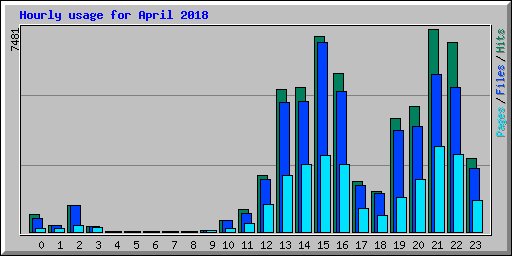 Hourly usage for April 2018
7481
Pages / Files / Hits
0 1 2 3 4 5 6 7 8 9 10 11 12 13 14 15 16 17 18 19 20 21 22 23